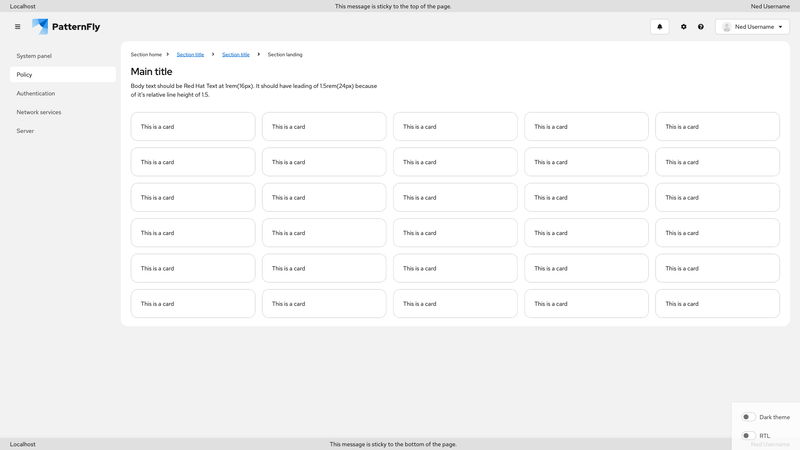 Localhost This message is sticky to the top of the page. Ned Username
PatternFly Ned Username
System panel
Policy
Authentication
Network services
Server
Section home Section title Section title Section landing
Main title
Body text should be Red Hat Text at 1rem(16px). It should have leading of 1.5rem(24px) because
of it's relative line height of 1.5.
This is a card This is a card This is a card This is a card This is a card
This is a card This is a card This is a card This is a card This is a card
This is a card This is a card This is a card This is a card This is a card
This is a card This is a card This is a card This is a card This is a card
This is a card This is a card This is a card This is a card This is a card
This is a card This is a card This is a card This is a card This is a card
Dark theme
RTL
Localhost This message is sticky to the bottom of the page. Ned Username